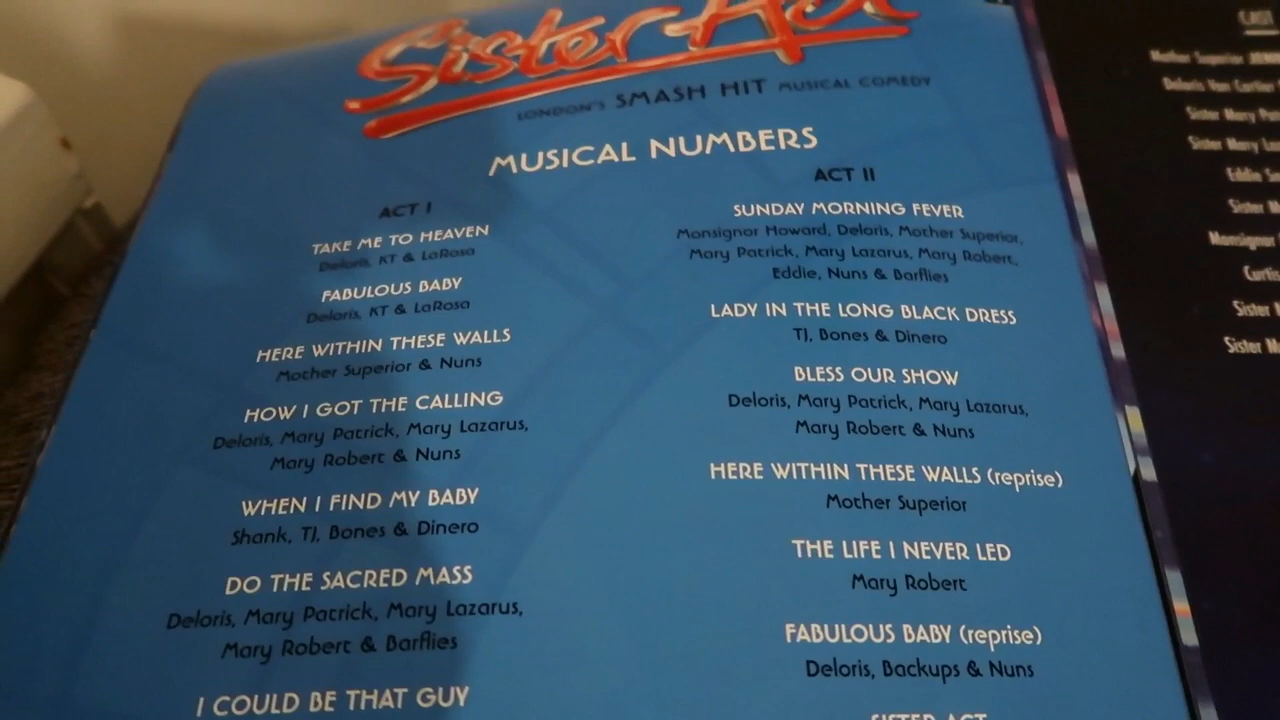 Sister Act
LONDON'S SMASH HIT MUSICAL COMEDY
MUSICAL NUMBERS
ACT I
TAKE ME TO HEAVEN
Deloris, KT & LaRosa
FABULOUS BABY
Deloris, KT & LaRosa
HERE WITHIN THESE WALLS
Mother Superior & Nuns
HOW I GOT THE CALLING
Deloris, Mary Patrick, Mary Lazarus,
Mary Robert & Nuns
WHEN I FIND MY BABY
Shank, TJ, Bones & Dinero
DO THE SACRED MASS
Deloris, Mary Patrick, Mary Lazarus,
Mary Robert & Barflies
I COULD BE THAT GUY
ACT II
SUNDAY MORNING FEVER
Monsignor Howard, Deloris, Mother Superior,
Mary Patrick, Mary Lazarus, Mary Robert,
Eddie, Nuns & Barflies
LADY IN THE LONG BLACK DRESS
TJ, Bones & Dinero
BLESS OUR SHOW
Deloris, Mary Patrick, Mary Lazarus,
Mary Robert & Nuns
HERE WITHIN THESE WALLS (reprise)
Mother Superior
THE LIFE I NEVER LED
Mary Robert
FABULOUS BABY (reprise)
Deloris, Backups & Nuns
SISTER ACT
CAST
Mother Superior
Deloris Van Cartier
Sister Mary
Sister Mary
Eddie
Sister
Monsignor
Curtis
Sister
Sister